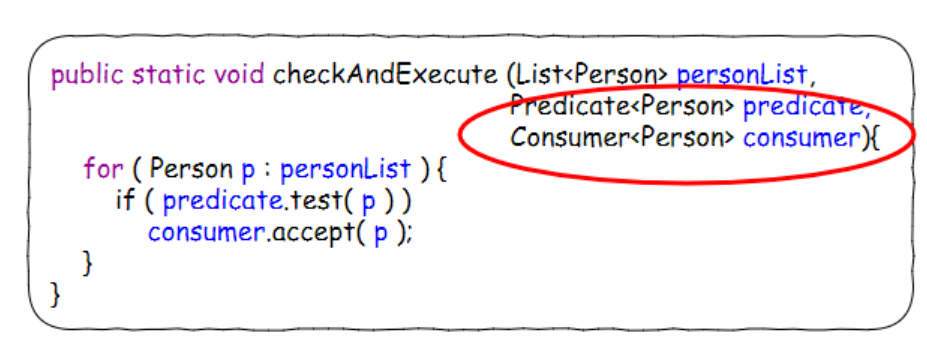 public static void checkAndExecute (List<Person> personList,
Predicate<Person> predicate,
Consumer<Person> consumer){
for ( Person p : personList ) {
if ( predicate.test( p ) )
consumer.accept( p );
}
}